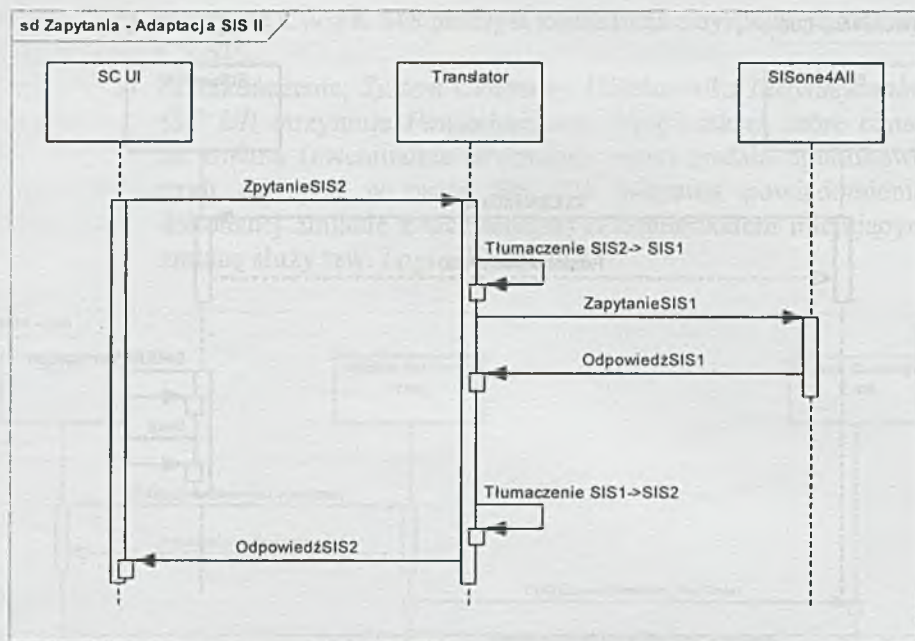 sd Zapytania - Adaptacja SIS II
SC UI
Translator
SISone4All
ZpytanieSIS2
Tłumaczenie SIS2-> SIS1
ZapytanieSIS1
OdpowiedźSIS1
Tłumaczenie SIS1->SIS2
OdpowiedźSIS2